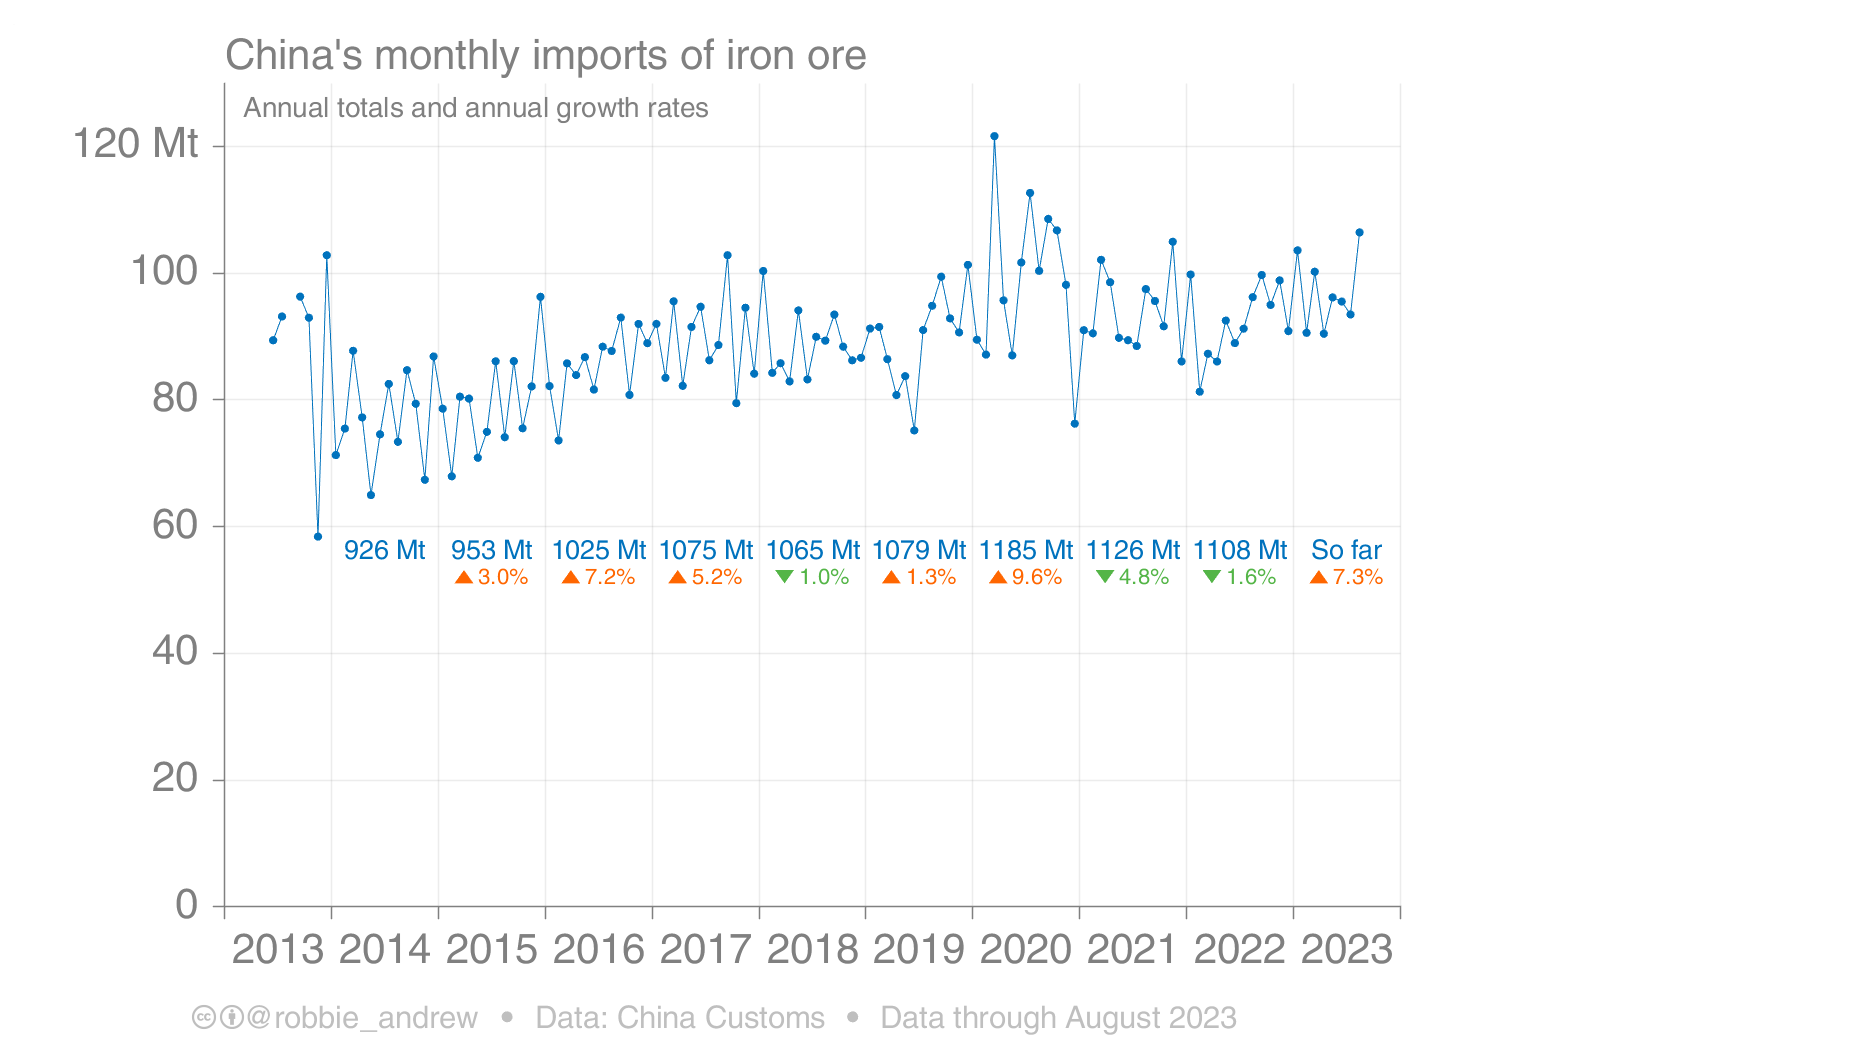 China's monthly imports of iron ore
Annual totals and annual growth rates
120 Mt
100
80
60
40
20
0
926 Mt 953 Mt 1025 Mt 1075 Mt 1065 Mt 1079 Mt 1185 Mt 1126 Mt 1108 Mt So far
▲ 3.0% ▲ 7.2% ▲ 5.2% ▼ 1.0% ▲ 1.3% ▲ 9.6% ▼ 4.8% ▼ 1.6% ▲ 7.3%
2013 2014 2015 2016 2017 2018 2019 2020 2021 2022 2023
cc @robbie_andrew • Data: China Customs • Data through August 2023